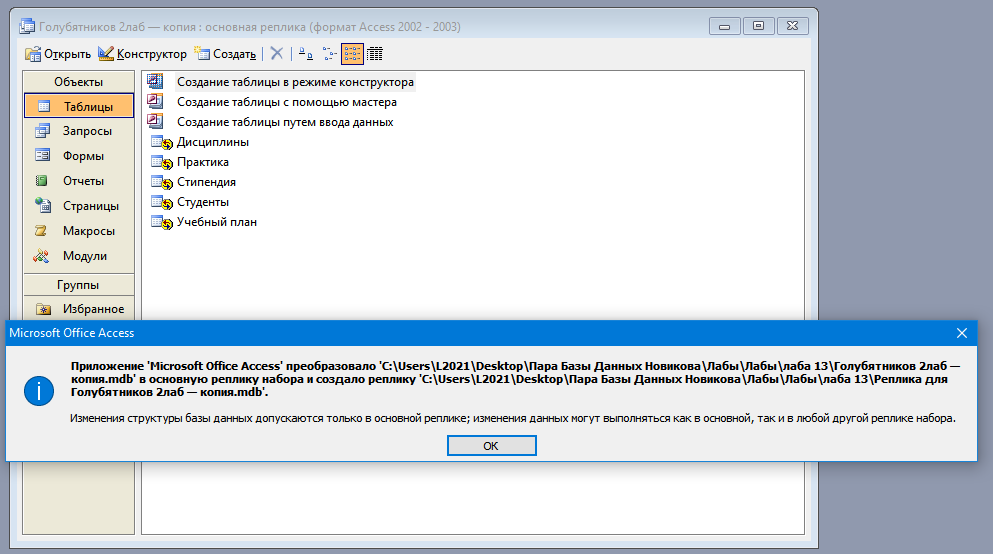 Голубятников 2лаб — копия : основная реплика (формат Access 2002 - 2003)
Открыть Конструктор Создать
Объекты
Таблицы
Запросы
Формы
Отчеты
Страницы
Макросы
Модули
Группы
Избранное
Создание таблицы в режиме конструктора
Создание таблицы с помощью мастера
Создание таблицы путем ввода данных
Дисциплины
Практика
Стипендия
Студенты
Учебный план
Microsoft Office Access
Приложение 'Microsoft Office Access' преобразовало 'C:\Users\L2021\Desktop\Пара Базы Данных Новикова\Лабы\Лабы\лаба 13\Голубятников 2лаб —
копия.mdb' в основную реплику набора и создало реплику 'C:\Users\L2021\Desktop\Пара Базы Данных Новикова\Лабы\Лабы\лаба 13\Реплика для
Голубятников 2лаб — копия.mdb'.
Изменения структуры базы данных допускаются только в основной реплике; изменения данных могут выполняться как в основной, так и в любой другой реплике набора.
ОК